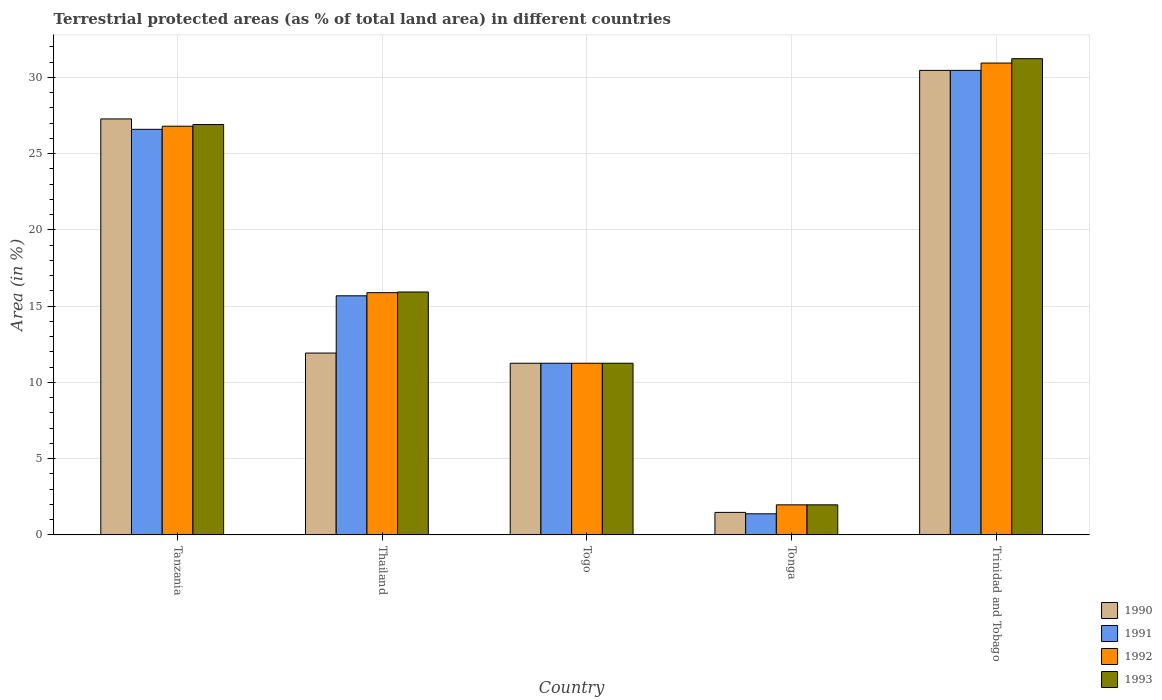 Terrestrial protected areas (as % of total land area) in different countries
Area (in %)
30
25
20
15
10
5
0
Tanzania
Thailand
Togo
Tonga
Trinidad and Tobago
Country
1990
1991
1992
1993